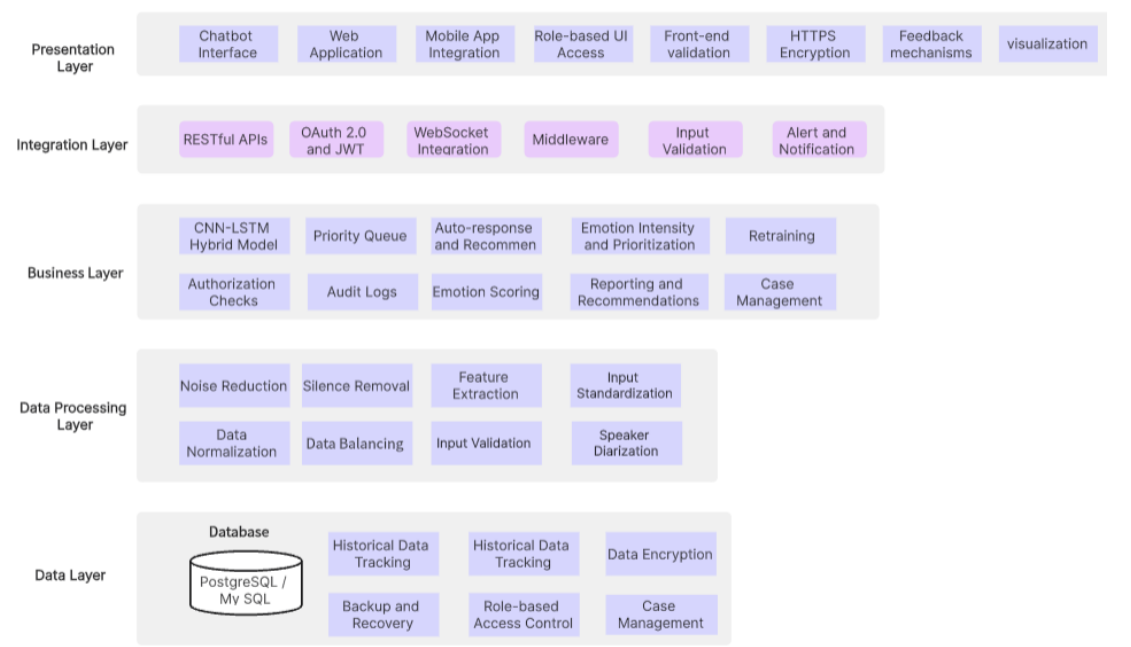 Presentation
Layer
Chatbot
Interface
Web
Application
Mobile App
Integration
Role-based UI
Access
Front-end
validation
HTTPS
Encryption
Feedback
mechanisms
visualization
Integration Layer
RESTful APIs
OAuth 2.0
and JWT
WebSocket
Integration
Middleware
Input
Validation
Alert and
Notification
Business Layer
CNN-LSTM
Hybrid Model
Priority Queue
Auto-response
and Recommen
Emotion Intensity
and Prioritization
Retraining
Authorization
Checks
Audit Logs
Emotion Scoring
Reporting and
Recommendations
Case
Management
Data Processing
Layer
Noise Reduction
Silence Removal
Feature
Extraction
Input
Standardization
Data
Normalization
Data Balancing
Input Validation
Speaker
Diarization
Data Layer
Database
PostgreSQL /
My SQL
Historical Data
Tracking
Historical Data
Tracking
Data Encryption
Backup and
Recovery
Role-based
Access Control
Case
Management